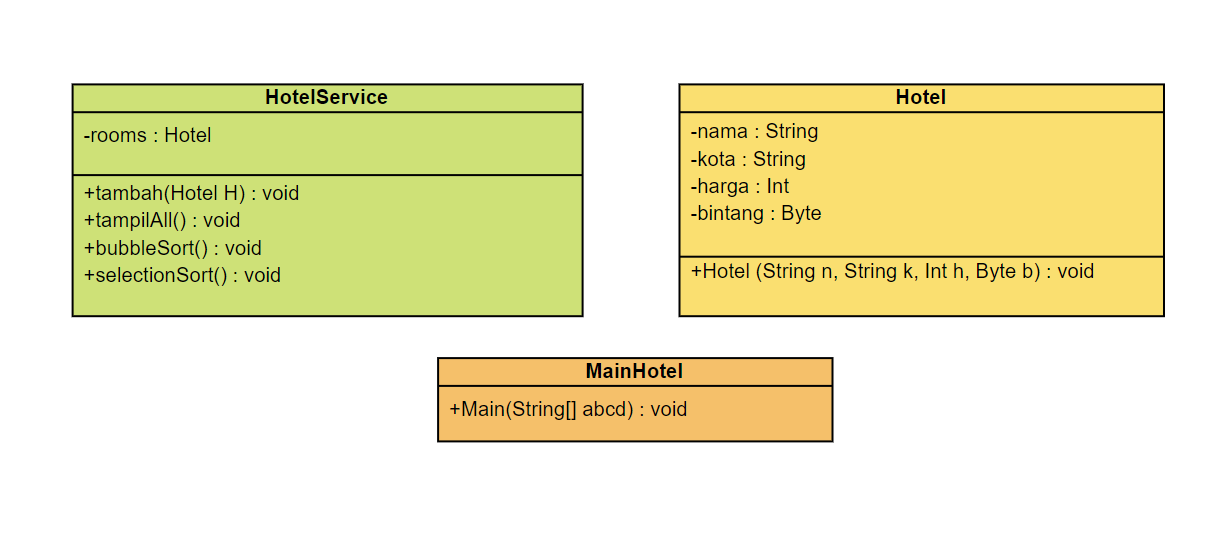 HotelService
-rooms : Hotel
+tambah(Hotel H) : void
+tampilAll() : void
+bubbleSort() : void
+selectionSort() : void
Hotel
-nama : String
-kota : String
-harga : Int
-bintang : Byte
+Hotel (String n, String k, Int h, Byte b) : void
MainHotel
+Main(String[] abcd) : void